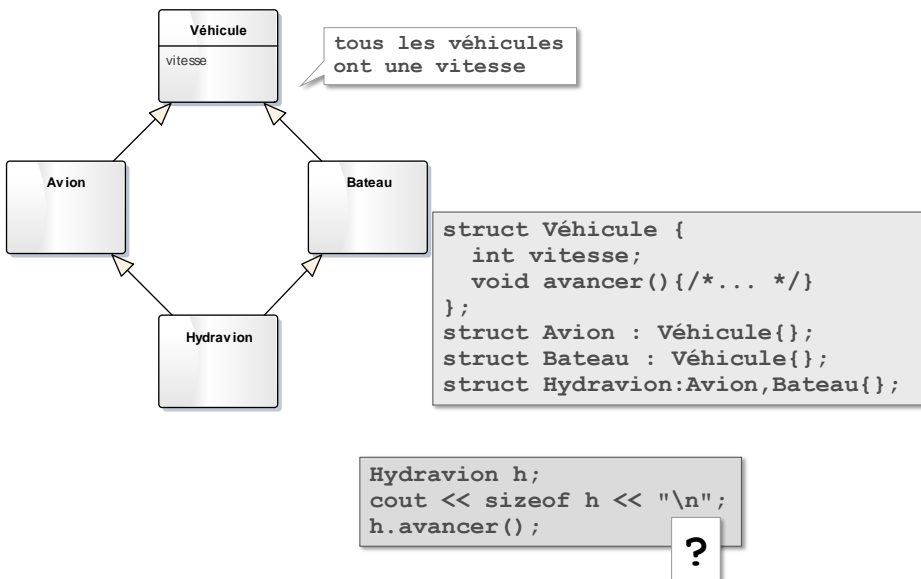 Véhicule
vitesse
tous les véhicules
ont une vitesse
Avion
Bateau
struct Véhicule {
  int vitesse;
  void avancer(){/*... */}
};
struct Avion : Véhicule{};
struct Bateau : Véhicule{};
struct Hydravion:Avion,Bateau{};
Hydravion
Hydravion h;
cout << sizeof h << "\n";
h.avancer();
?